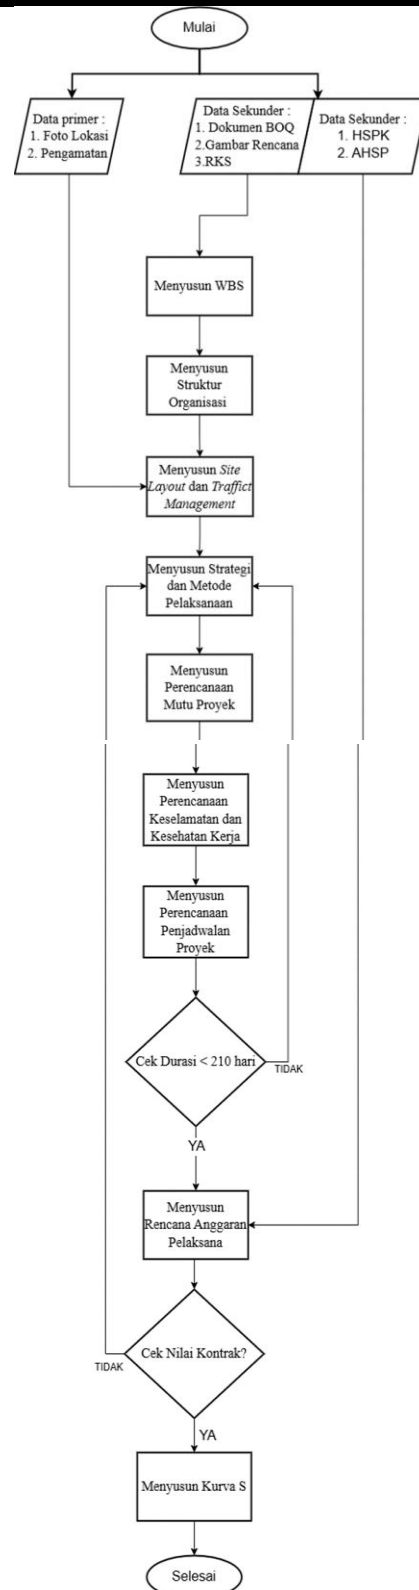 Mulai
Data primer :
1. Foto Lokasi
2. Pengamatan
Data Sekunder :
1. Dokumen BOQ
2.Gambar Rencana
3.RKS
Data Sekunder :
1. HSPK
2. AHSP
Menyusun WBS
Menyusun
Struktur
Organisasi
Menyusun Site
Layout dan Traffict
Management
Menyusun Strategi
dan Metode
Pelaksanaan
Menyusun
Perencanaan
Mutu Proyek
Menyusun
Perencanaan
Keselamatan dan
Kesehatan Kerja
Menyusun
Perencanaan
Penjadwalan
Proyek
Cek Durasi < 210 hari
TIDAK
YA
Menyusun
Rencana Anggaran
Pelaksana
Cek Nilai Kontrak?
TIDAK
YA
Menyusun Kurva S
Selesai